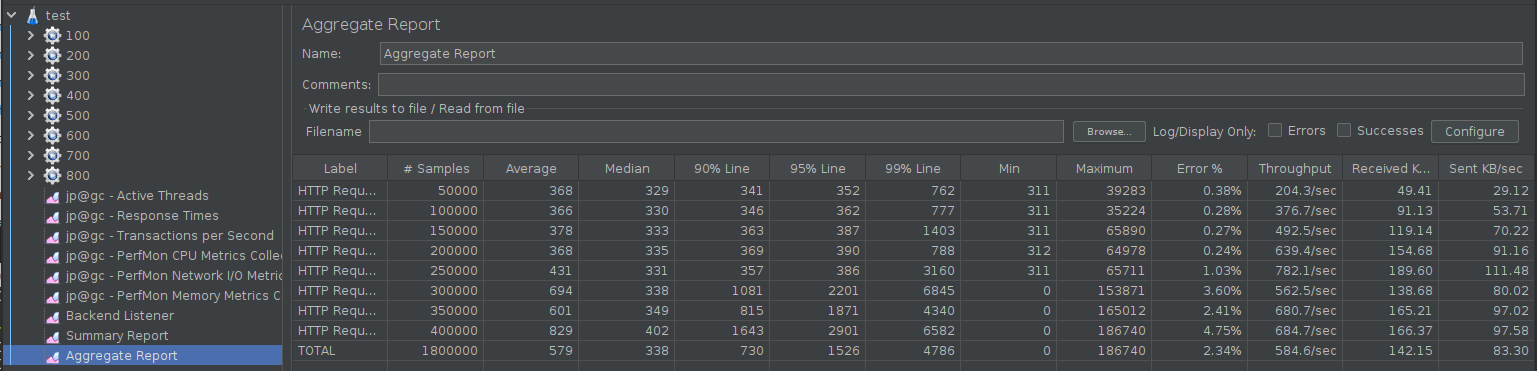 test
100
200
300
400
500
600
700
800
jp@gc - Active Threads
jp@gc - Response Times
jp@gc - Transactions per Second
jp@gc - PerfMon CPU Metrics Collec
jp@gc - PerfMon Network I/O Metric
jp@gc - PerfMon Memory Metrics C
Backend Listener
Summary Report
Aggregate Report
Aggregate Report
Name: Aggregate Report
Comments:
Write results to file / Read from file
Filename Browse... Log/Display Only: Errors Successes Configure
Label # Samples Average Median 90% Line 95% Line 99% Line Min Maximum Error % Throughput Received K... Sent KB/sec
HTTP Requ... 50000 368 329 341 352 762 311 39283 0.38% 204.3/sec 49.41 29.12
HTTP Requ... 100000 366 330 346 362 777 311 35224 0.28% 376.7/sec 91.13 53.71
HTTP Requ... 150000 378 333 363 387 1403 311 65890 0.27% 492.5/sec 119.14 70.22
HTTP Requ... 200000 368 335 369 390 788 312 64978 0.24% 639.4/sec 154.68 91.16
HTTP Requ... 250000 431 331 357 386 3160 311 65711 1.03% 782.1/sec 189.60 111.48
HTTP Requ... 300000 694 338 1081 2201 6845 0 153871 3.60% 562.5/sec 138.68 80.02
HTTP Requ... 350000 601 349 815 1871 4340 0 165012 2.41% 680.7/sec 165.21 97.02
HTTP Requ... 400000 829 402 1643 2901 6582 0 186740 4.75% 684.7/sec 166.37 97.58
TOTAL 1800000 579 338 730 1526 4786 0 186740 2.34% 584.6/sec 142.15 83.30